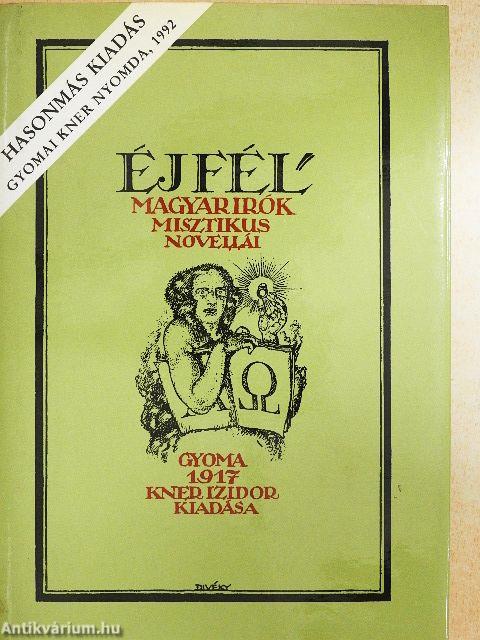 HASONMÁS KIADÁS
GYOMAI KNER NYOMDA, 1992
ÉJFÉL
MAGYAR IRÓK
MISZTIKUS
NOVELLÁI
Α Ω
GYOMA
1917
KNER IZIDOR
KIADÁSA
DIVÉKY
Antikvárium.hu